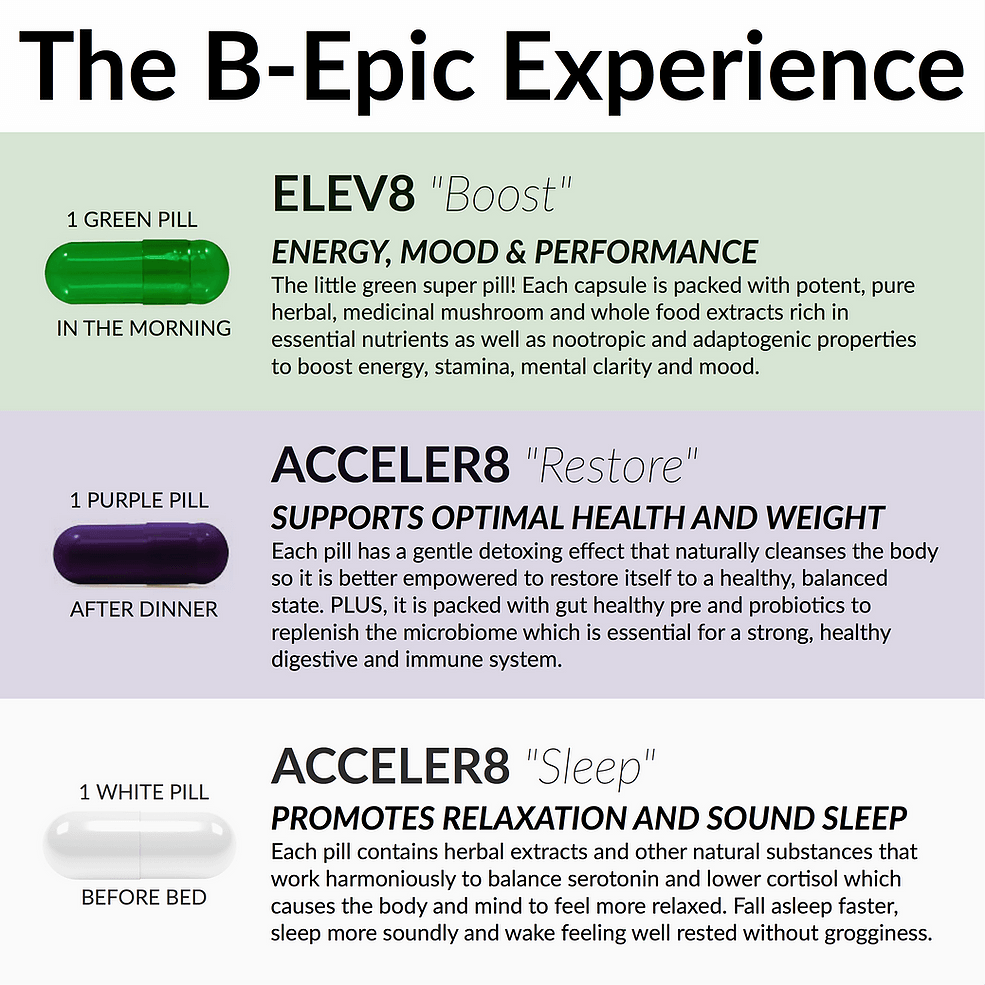 The B-Epic Experience
ELEV8 "Boost"
1 GREEN PILL
IN THE MORNING
ENERGY, MOOD & PERFORMANCE
The little green super pill! Each capsule is packed with potent, pure
herbal, medicinal mushroom and whole food extracts rich in
essential nutrients as well as nootropic and adaptogenic properties
to boost energy, stamina, mental clarity and mood.
ACCELER8 "Restore"
1 PURPLE PILL
AFTER DINNER
SUPPORTS OPTIMAL HEALTH AND WEIGHT
Each pill has a gentle detoxing effect that naturally cleanses the body
so it is better empowered to restore itself to a healthy, balanced
state. PLUS, it is packed with gut healthy pre and probiotics to
replenish the microbiome which is essential for a strong, healthy
digestive and immune system.
ACCELER8 "Sleep"
1 WHITE PILL
BEFORE BED
PROMOTES RELAXATION AND SOUND SLEEP
Each pill contains herbal extracts and other natural substances that
work harmoniously to balance serotonin and lower cortisol which
causes the body and mind to feel more relaxed. Fall asleep faster,
sleep more soundly and wake feeling well rested without grogginess.